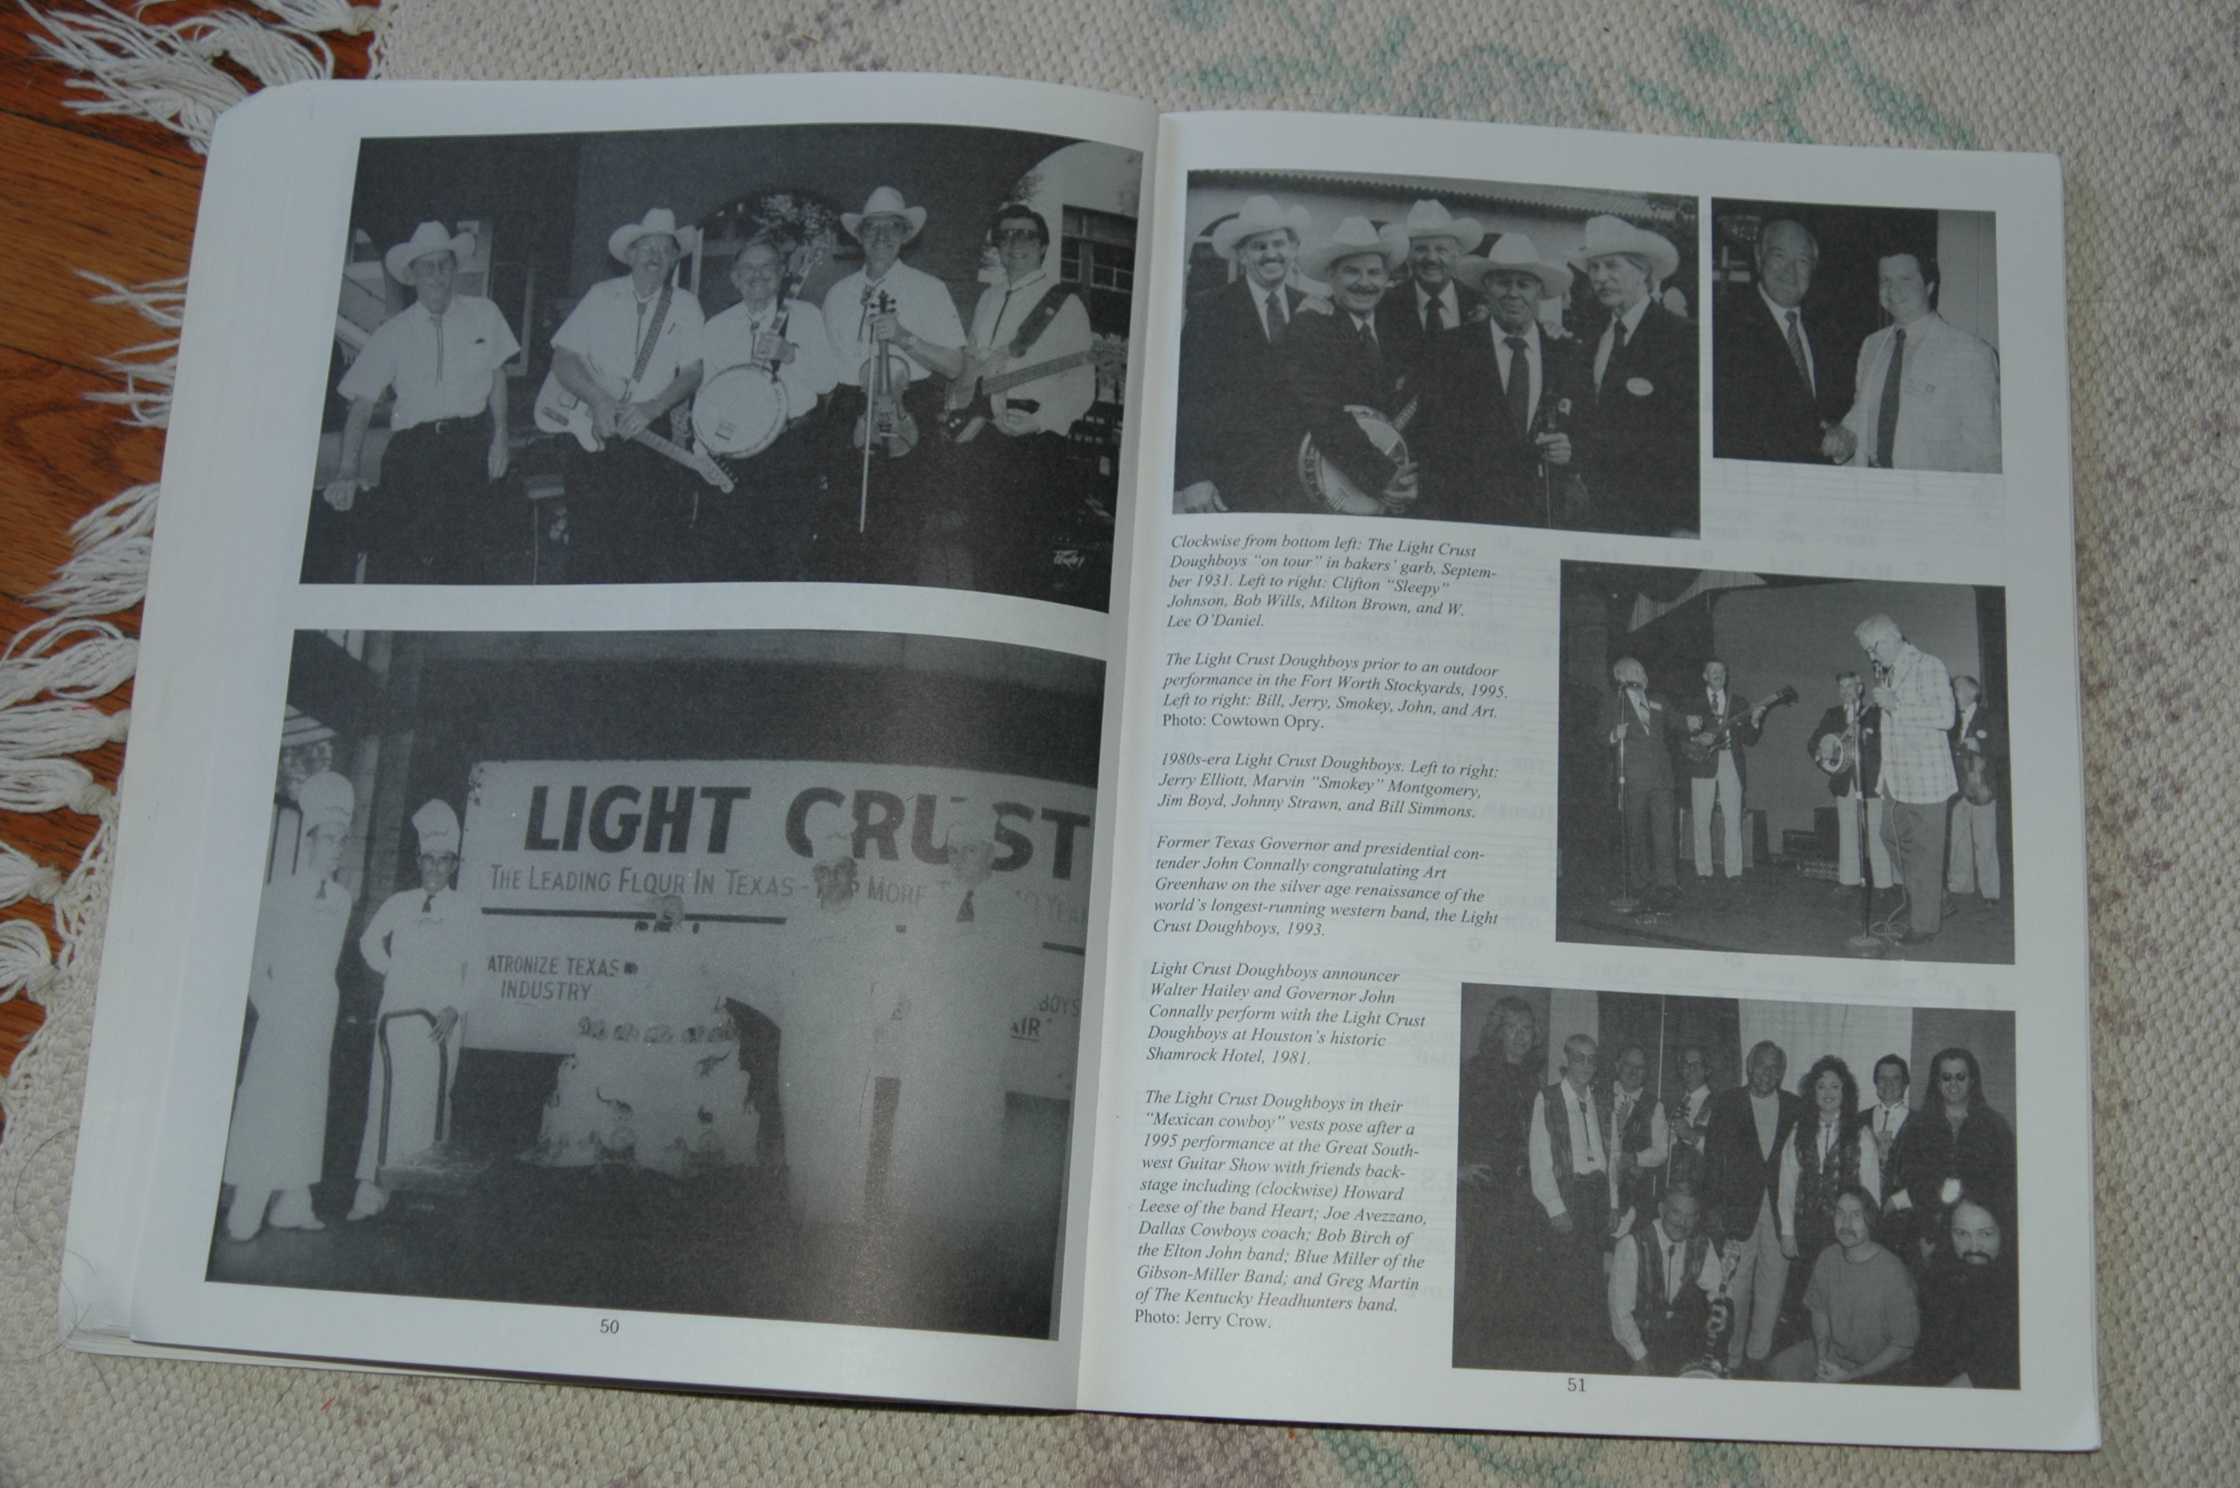 LIGHT CRUST
THE LEADING FLOUR IN TEXAS -
MORE
ATRONIZE TEXAS
INDUSTRY
BOYS
AIR"
50
Clockwise from bottom left: The Light Crust
Doughboys "on tour" in bakers' garb, Septem-
ber 1931. Left to right: Clifton "Sleepy"
Johnson, Bob Wills, Milton Brown, and W.
Lee O'Daniel.
The Light Crust Doughboys prior to an outdoor
performance in the Fort Worth Stockyards, 1995.
Left to right: Bill, Jerry, Smokey, John, and Art.
Photo: Cowtown Opry.
1980s-era Light Crust Doughboys. Left to right:
Jerry Elliott, Marvin "Smokey" Montgomery,
Jim Boyd, Johnny Strawn, and Bill Simmons.
Former Texas Governor and presidential con-
tender John Connally congratulating Art
Greenhaw on the silver age renaissance of the
world's longest-running western band, the Light
Crust Doughboys, 1993.
Light Crust Doughboys announcer
Walter Hailey and Governor John
Connally perform with the Light Crust
Doughboys at Houston's historic
Shamrock Hotel, 1981.
The Light Crust Doughboys in their
"Mexican cowboy" vests pose after a
1995 performance at the Great South-
west Guitar Show with friends back-
stage including (clockwise) Howard
Leese of the band Heart; Joe Avezzano,
Dallas Cowboys coach; Bob Birch of
the Elton John band; Blue Miller of the
Gibson-Miller Band; and Greg Martin
of The Kentucky Headhunters band.
Photo: Jerry Crow.
51